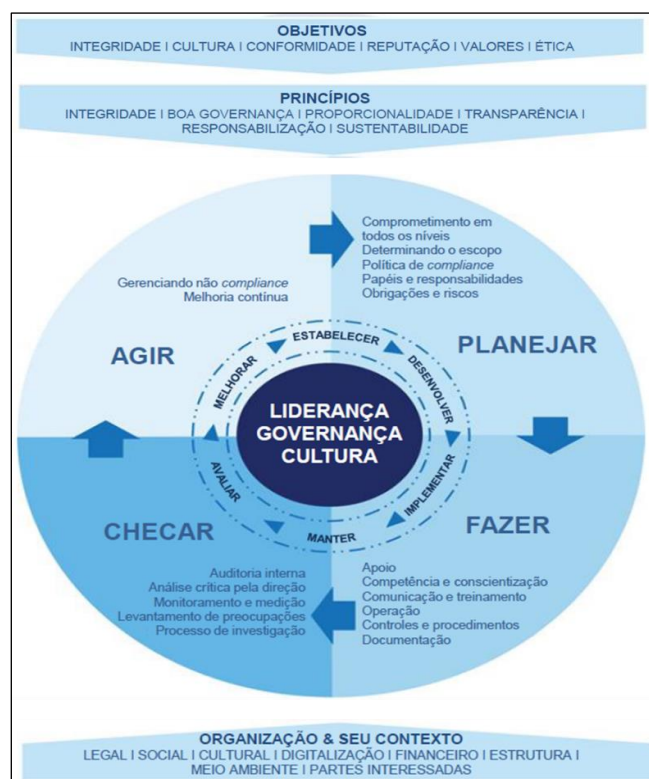 OBJETIVOS
INTEGRIDADE I CULTURA I CONFORMIDADE I REPUTAÇÃO I VALORES I ÉTICA
PRINCÍPIOS
INTEGRIDADE I BOA GOVERNANÇA I PROPORCIONALIDADE I TRANSPARÊNCIA I
RESPONSABILIZAÇÃO I SUSTENTABILIDADE
Comprometimento em
todos os níveis
Determinando o escopo
Política de compliance
Papéis e responsabilidades
Obrigações e riscos
Gerenciando não compliance
Melhoria contínua
AGIR
PLANEJAR
ESTABELECER
DESENVOLVER
IMPLEMENTAR
MANTER
AVALIAR
MELHORAR
LIDERANÇA
GOVERNANÇA
CULTURA
CHECAR
FAZER
Auditoria interna
Análise crítica pela direção
Monitoramento e medição
Levantamento de preocupações
Processo de investigação
Apoio
Competência e conscientização
Comunicação e treinamento
Operação
Controles e procedimentos
Documentação
ORGANIZAÇÃO & SEU CONTEXTO
LEGAL I SOCIAL I CULTURAL I DIGITALIZAÇÃO I FINANCEIRO I ESTRUTURA I
MEIO AMBIENTE I PARTES INTERESSADAS